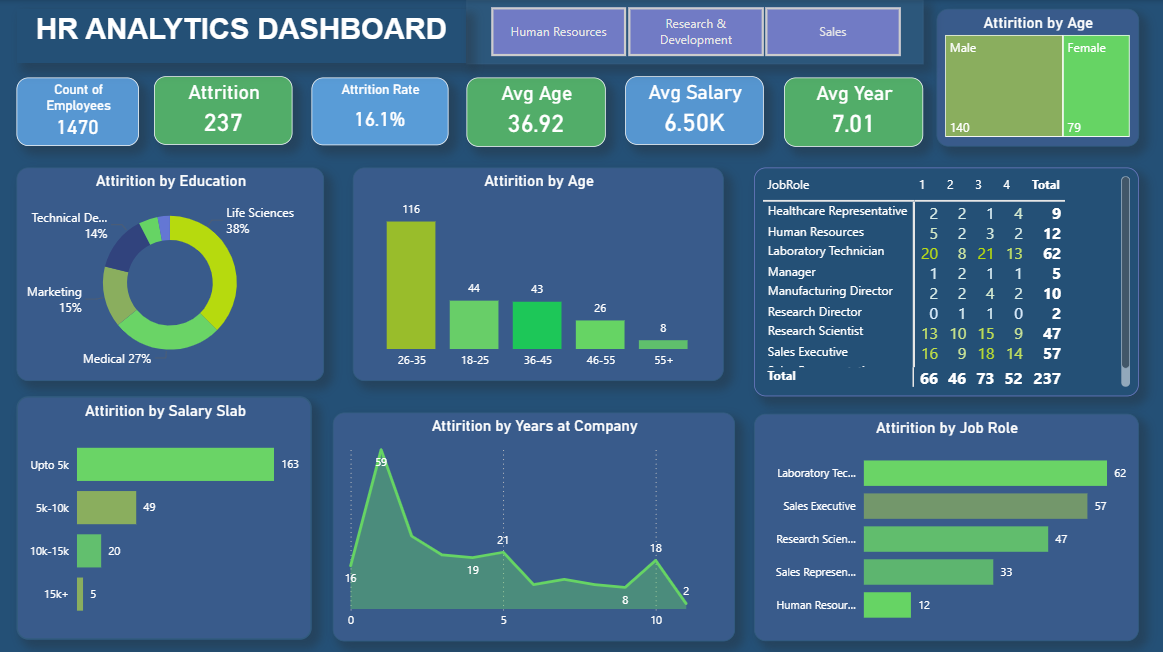 HR ANALYTICS DASHBOARD
Human Resources
Research &
Development
Sales
Attirition by Age
Male
Female
140
79
Count of
Employees
1470
Attrition
237
Attrition Rate
16.1%
Avg Age
36.92
Avg Salary
6.50K
Avg Year
7.01
Attirition by Education
Life Sciences
38%
Technical De...
14%
Marketing
15%
Medical 27%
Attirition by Age
116
44
43
26
8
26-35 18-25 36-45 46-55 55+
JobRole 1 2 3 4 Total
Healthcare Representative 2 2 1 4 9
Human Resources 5 2 3 2 12
Laboratory Technician 20 8 21 13 62
Manager 1 2 1 1 5
Manufacturing Director 2 2 4 2 10
Research Director 0 1 1 0 2
Research Scientist 13 10 15 9 47
Sales Executive 16 9 18 14 57
Total 66 46 73 52 237
Attirition by Salary Slab
Upto 5k 163
5k-10k 49
10k-15k 20
15k+ 5
Attirition by Years at Company
59
16
19
21
8
18
2
0 5 10
Attirition by Job Role
Laboratory Tec... 62
Sales Executive 57
Research Scien... 47
Sales Represen... 33
Human Resour... 12